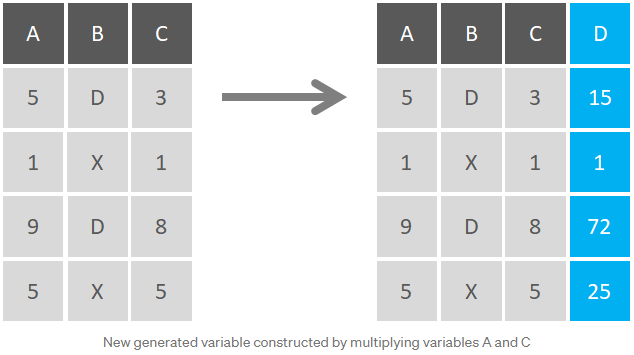 A B C A B C D
5 D 3 5 D 3 15
1 X 1 1 X 1 1
9 D 8 9 D 8 72
5 X 5 5 X 5 25
New generated variable constructed by multiplying variables A and C